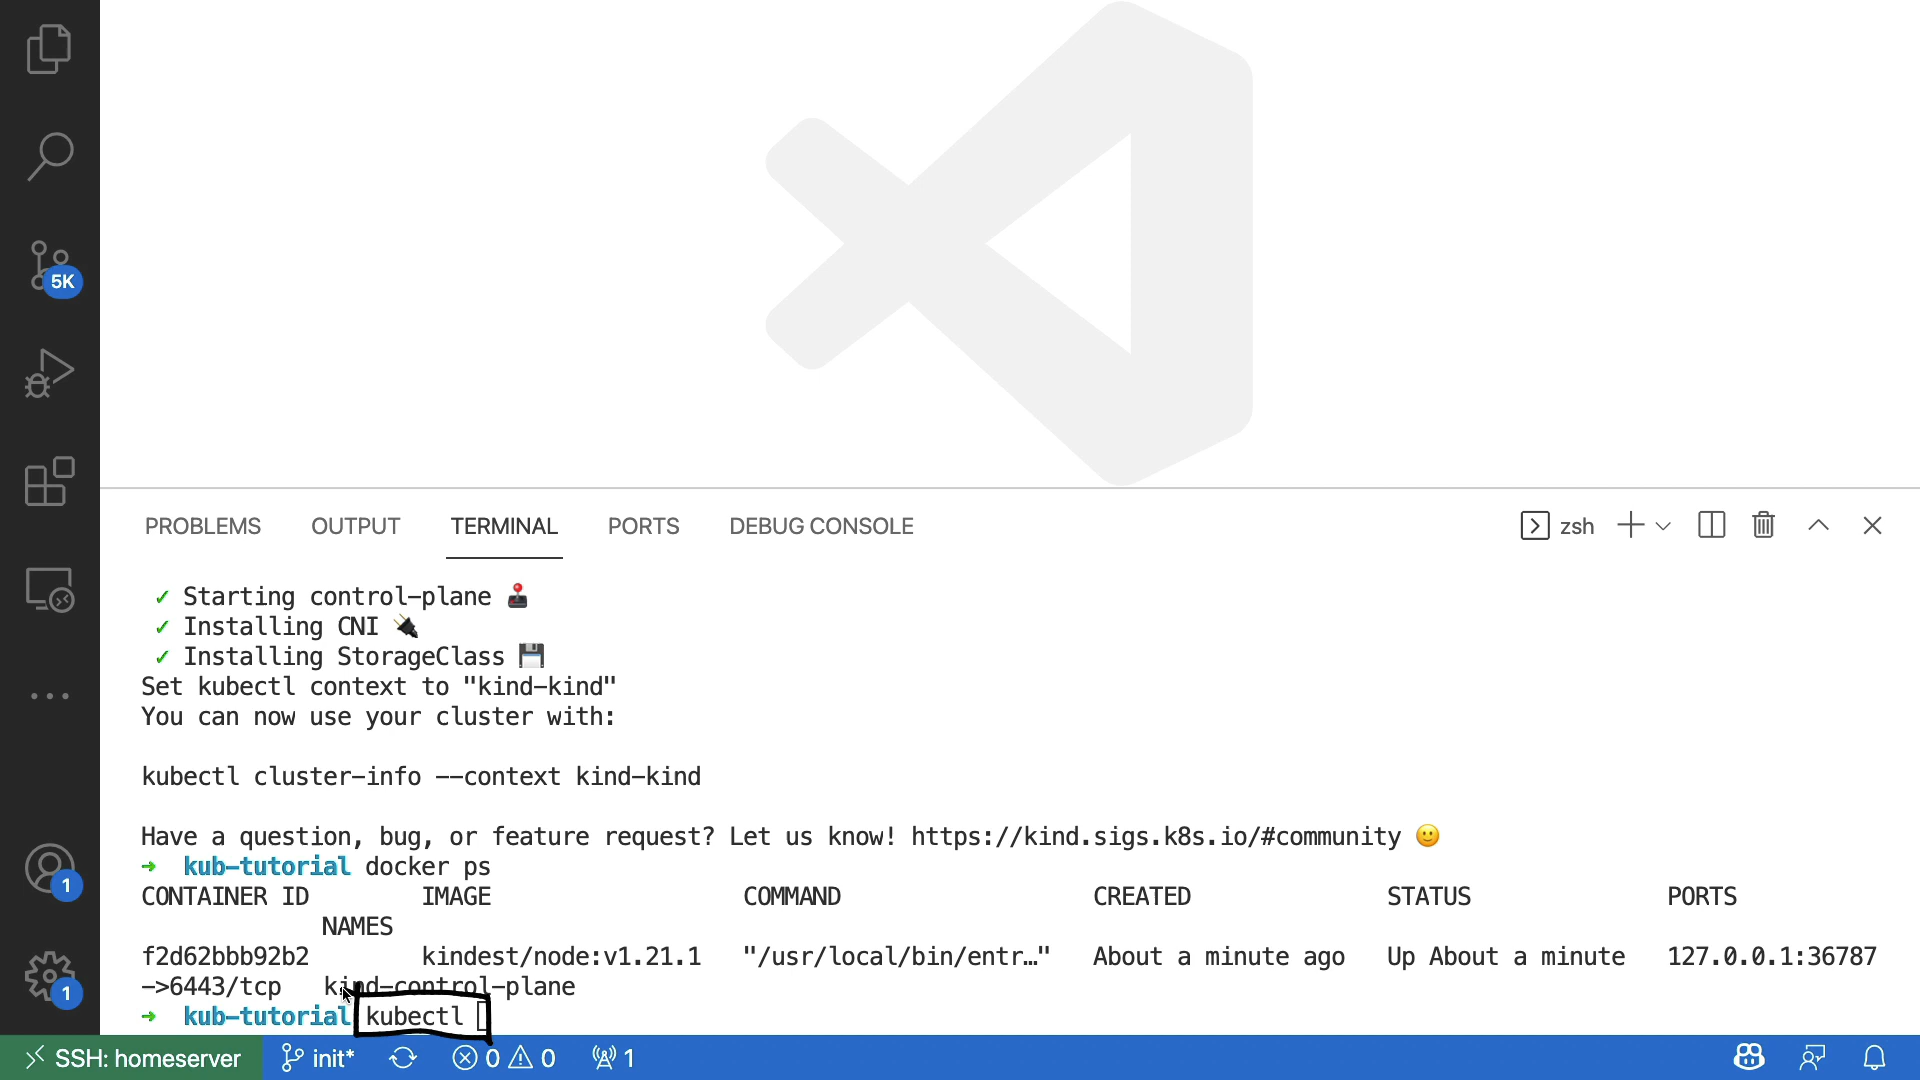 5K
PROBLEMS OUTPUT TERMINAL PORTS DEBUG CONSOLE zsh
✓ Starting control-plane 🕹️
✓ Installing CNI 🔌
✓ Installing StorageClass 💾
Set kubectl context to "kind-kind"
You can now use your cluster with:
kubectl cluster-info --context kind-kind
Have a question, bug, or feature request? Let us know! https://kind.sigs.k8s.io/#community 🙂
→ kub-tutorial docker ps
CONTAINER ID IMAGE COMMAND CREATED STATUS PORTS
NAMES
f2d62bbb92b2 kindest/node:v1.21.1 "/usr/local/bin/entr…" About a minute ago Up About a minute 127.0.0.1:36787
->6443/tcp kind-control-plane
→ kub-tutorial kubectl
1
1
SSH: homeserver init* 0 0 1